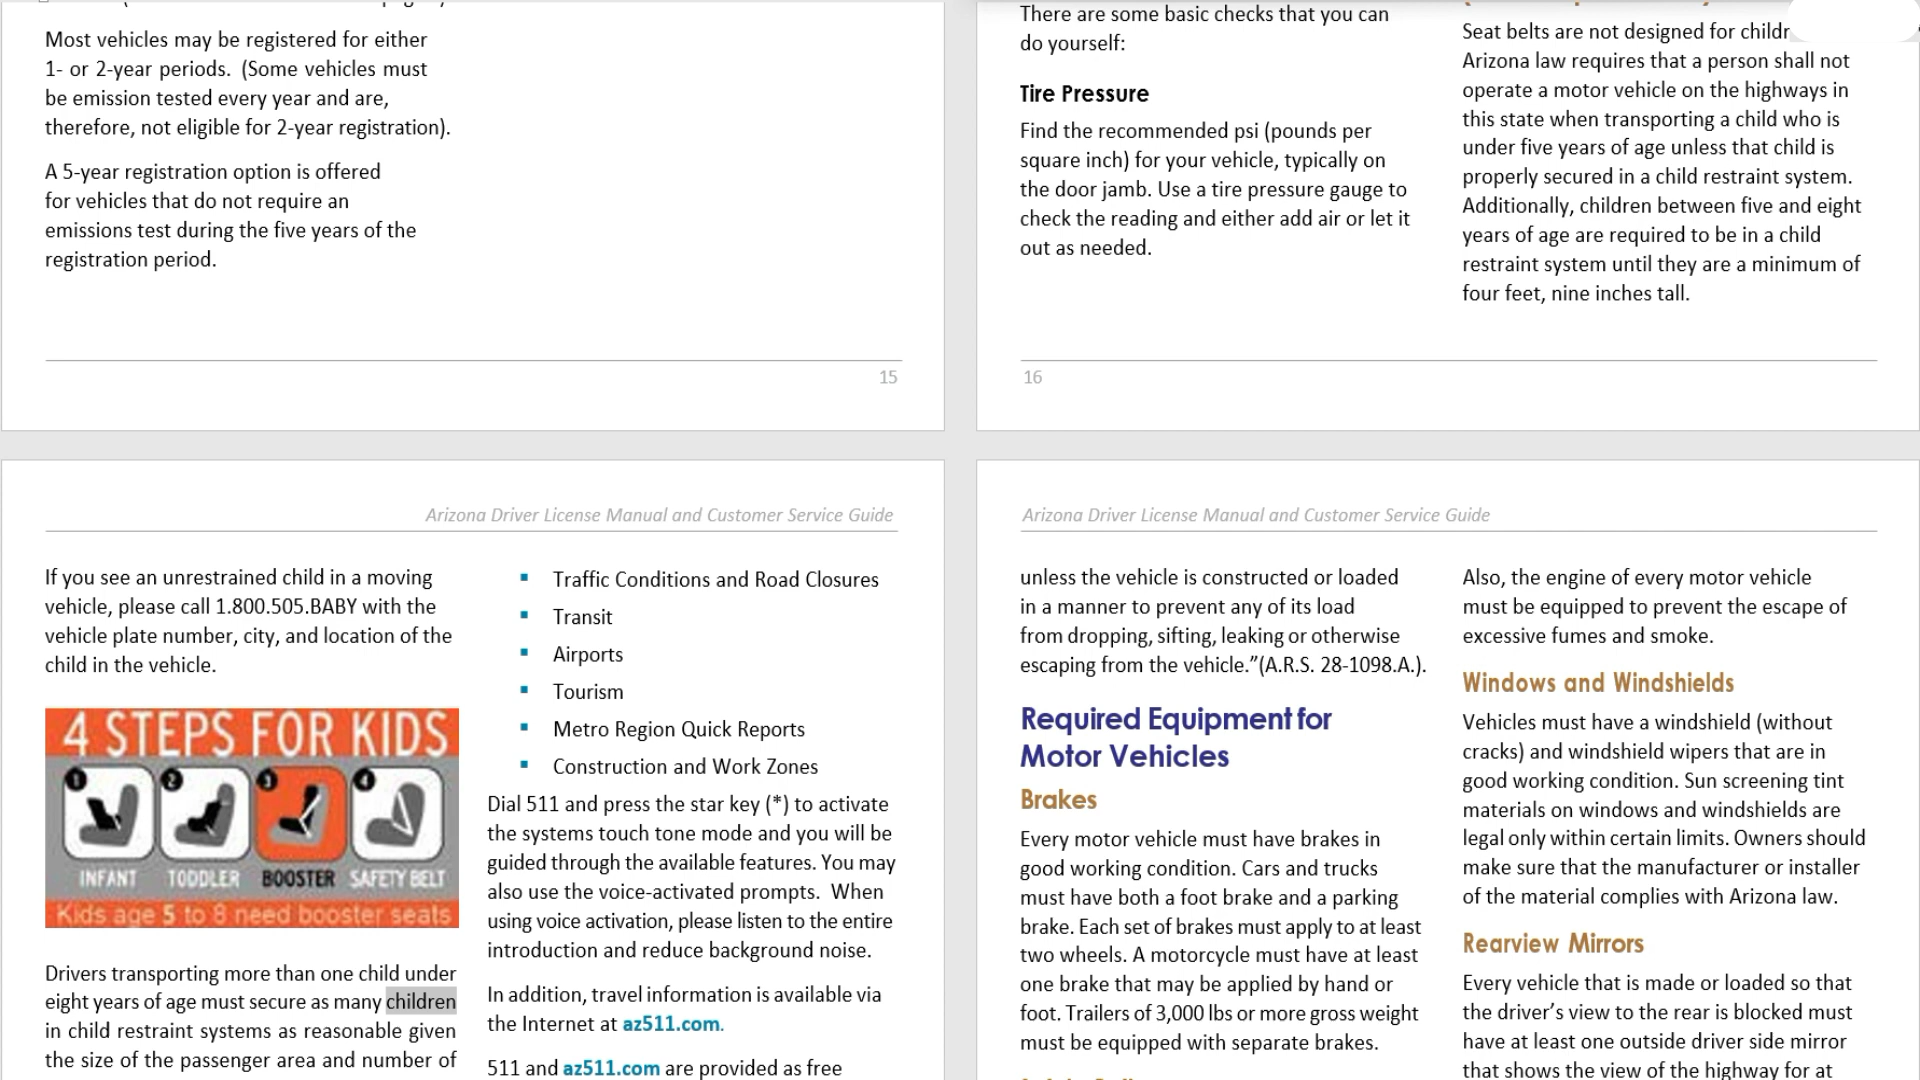 Most vehicles may be registered for either
1- or 2-year periods. (Some vehicles must
be emission tested every year and are,
therefore, not eligible for 2-year registration).
A 5-year registration option is offered
for vehicles that do not require an
emissions test during the five years of the
registration period.
15
There are some basic checks that you can
do yourself:
Tire Pressure
Find the recommended psi (pounds per
square inch) for your vehicle, typically on
the door jamb. Use a tire pressure gauge to
check the reading and either add air or let it
out as needed.
Seat belts are not designed for childr
Arizona law requires that a person shall not
operate a motor vehicle on the highways in
this state when transporting a child who is
under five years of age unless that child is
properly secured in a child restraint system.
Additionally, children between five and eight
years of age are required to be in a child
restraint system until they are a minimum of
four feet, nine inches tall.
16
Arizona Driver License Manual and Customer Service Guide
If you see an unrestrained child in a moving
vehicle, please call 1.800.505.BABY with the
vehicle plate number, city, and location of the
child in the vehicle.
4 STEPS FOR KIDS
1 2 3 4
INFANT TODDLER BOOSTER SAFETY BELT
Kids age 5 to 8 need booster seats
Drivers transporting more than one child under
eight years of age must secure as many children
in child restraint systems as reasonable given
the size of the passenger area and number of
▪ Traffic Conditions and Road Closures
▪ Transit
▪ Airports
▪ Tourism
▪ Metro Region Quick Reports
▪ Construction and Work Zones
Dial 511 and press the star key (*) to activate
the systems touch tone mode and you will be
guided through the available features. You may
also use the voice-activated prompts. When
using voice activation, please listen to the entire
introduction and reduce background noise.
In addition, travel information is available via
the Internet at az511.com.
511 and az511.com are provided as free
Arizona Driver License Manual and Customer Service Guide
unless the vehicle is constructed or loaded
in a manner to prevent any of its load
from dropping, sifting, leaking or otherwise
escaping from the vehicle.”(A.R.S. 28-1098.A.).
Required Equipment for
Motor Vehicles
Brakes
Every motor vehicle must have brakes in
good working condition. Cars and trucks
must have both a foot brake and a parking
brake. Each set of brakes must apply to at least
two wheels. A motorcycle must have at least
one brake that may be applied by hand or
foot. Trailers of 3,000 lbs or more gross weight
must be equipped with separate brakes.
Also, the engine of every motor vehicle
must be equipped to prevent the escape of
excessive fumes and smoke.
Windows and Windshields
Vehicles must have a windshield (without
cracks) and windshield wipers that are in
good working condition. Sun screening tint
materials on windows and windshields are
legal only within certain limits. Owners should
make sure that the manufacturer or installer
of the material complies with Arizona law.
Rearview Mirrors
Every vehicle that is made or loaded so that
the driver’s view to the rear is blocked must
have at least one outside driver side mirror
that shows the view of the highway for at